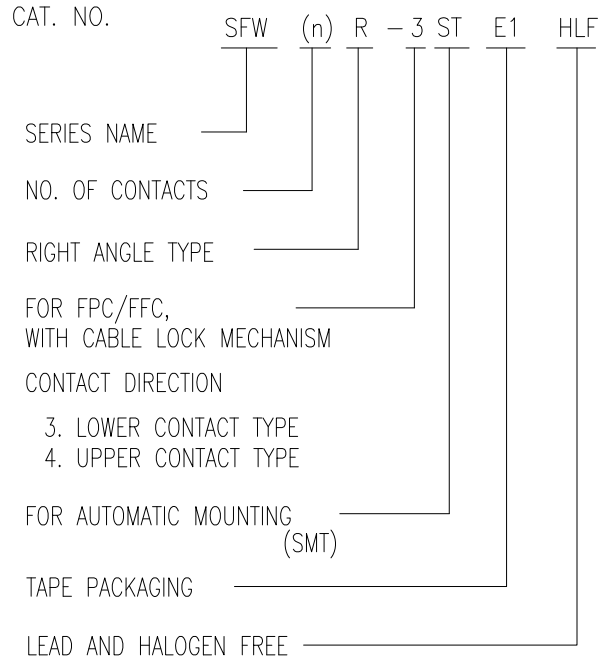 CAT. NO.
SFW (n) R - 3 ST E1 HLF
SERIES NAME
NO. OF CONTACTS
RIGHT ANGLE TYPE
FOR FPC/FFC,
WITH CABLE LOCK MECHANISM
CONTACT DIRECTION
3. LOWER CONTACT TYPE
4. UPPER CONTACT TYPE
FOR AUTOMATIC MOUNTING
(SMT)
TAPE PACKAGING
LEAD AND HALOGEN FREE